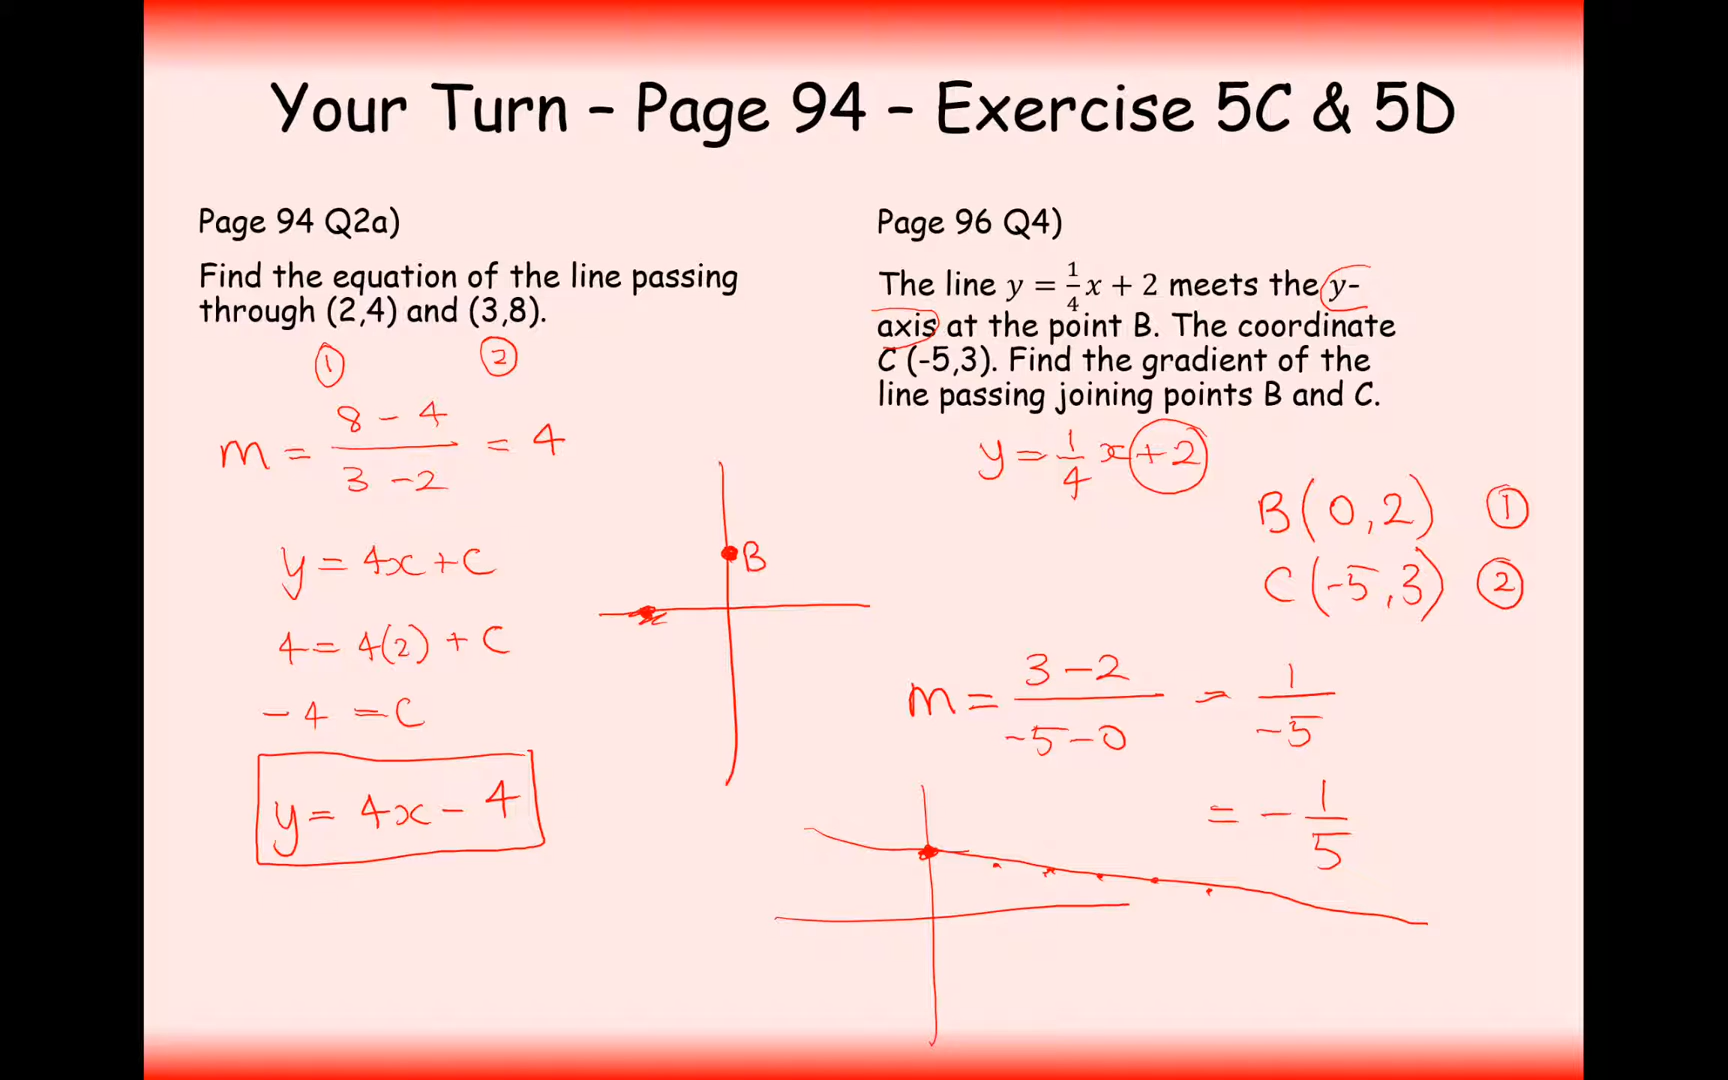 Your Turn – Page 94 – Exercise 5C & 5D
Page 94 Q2a)
Find the equation of the line passing
through (2,4) and (3,8).
① ②
m = (8 - 4)/(3 - 2) = 4
y = 4x + C
4 = 4(2) + C
-4 = C
y = 4x - 4
B
Page 96 Q4)
The line y = 1/4 x + 2 meets the y-
axis at the point B. The coordinate
C (-5,3). Find the gradient of the
line passing joining points B and C.
y = 1/4 x + 2
B(0,2) ①
C(-5,3) ②
m = (3 - 2)/(-5 - 0) = 1/-5
= - 1/5